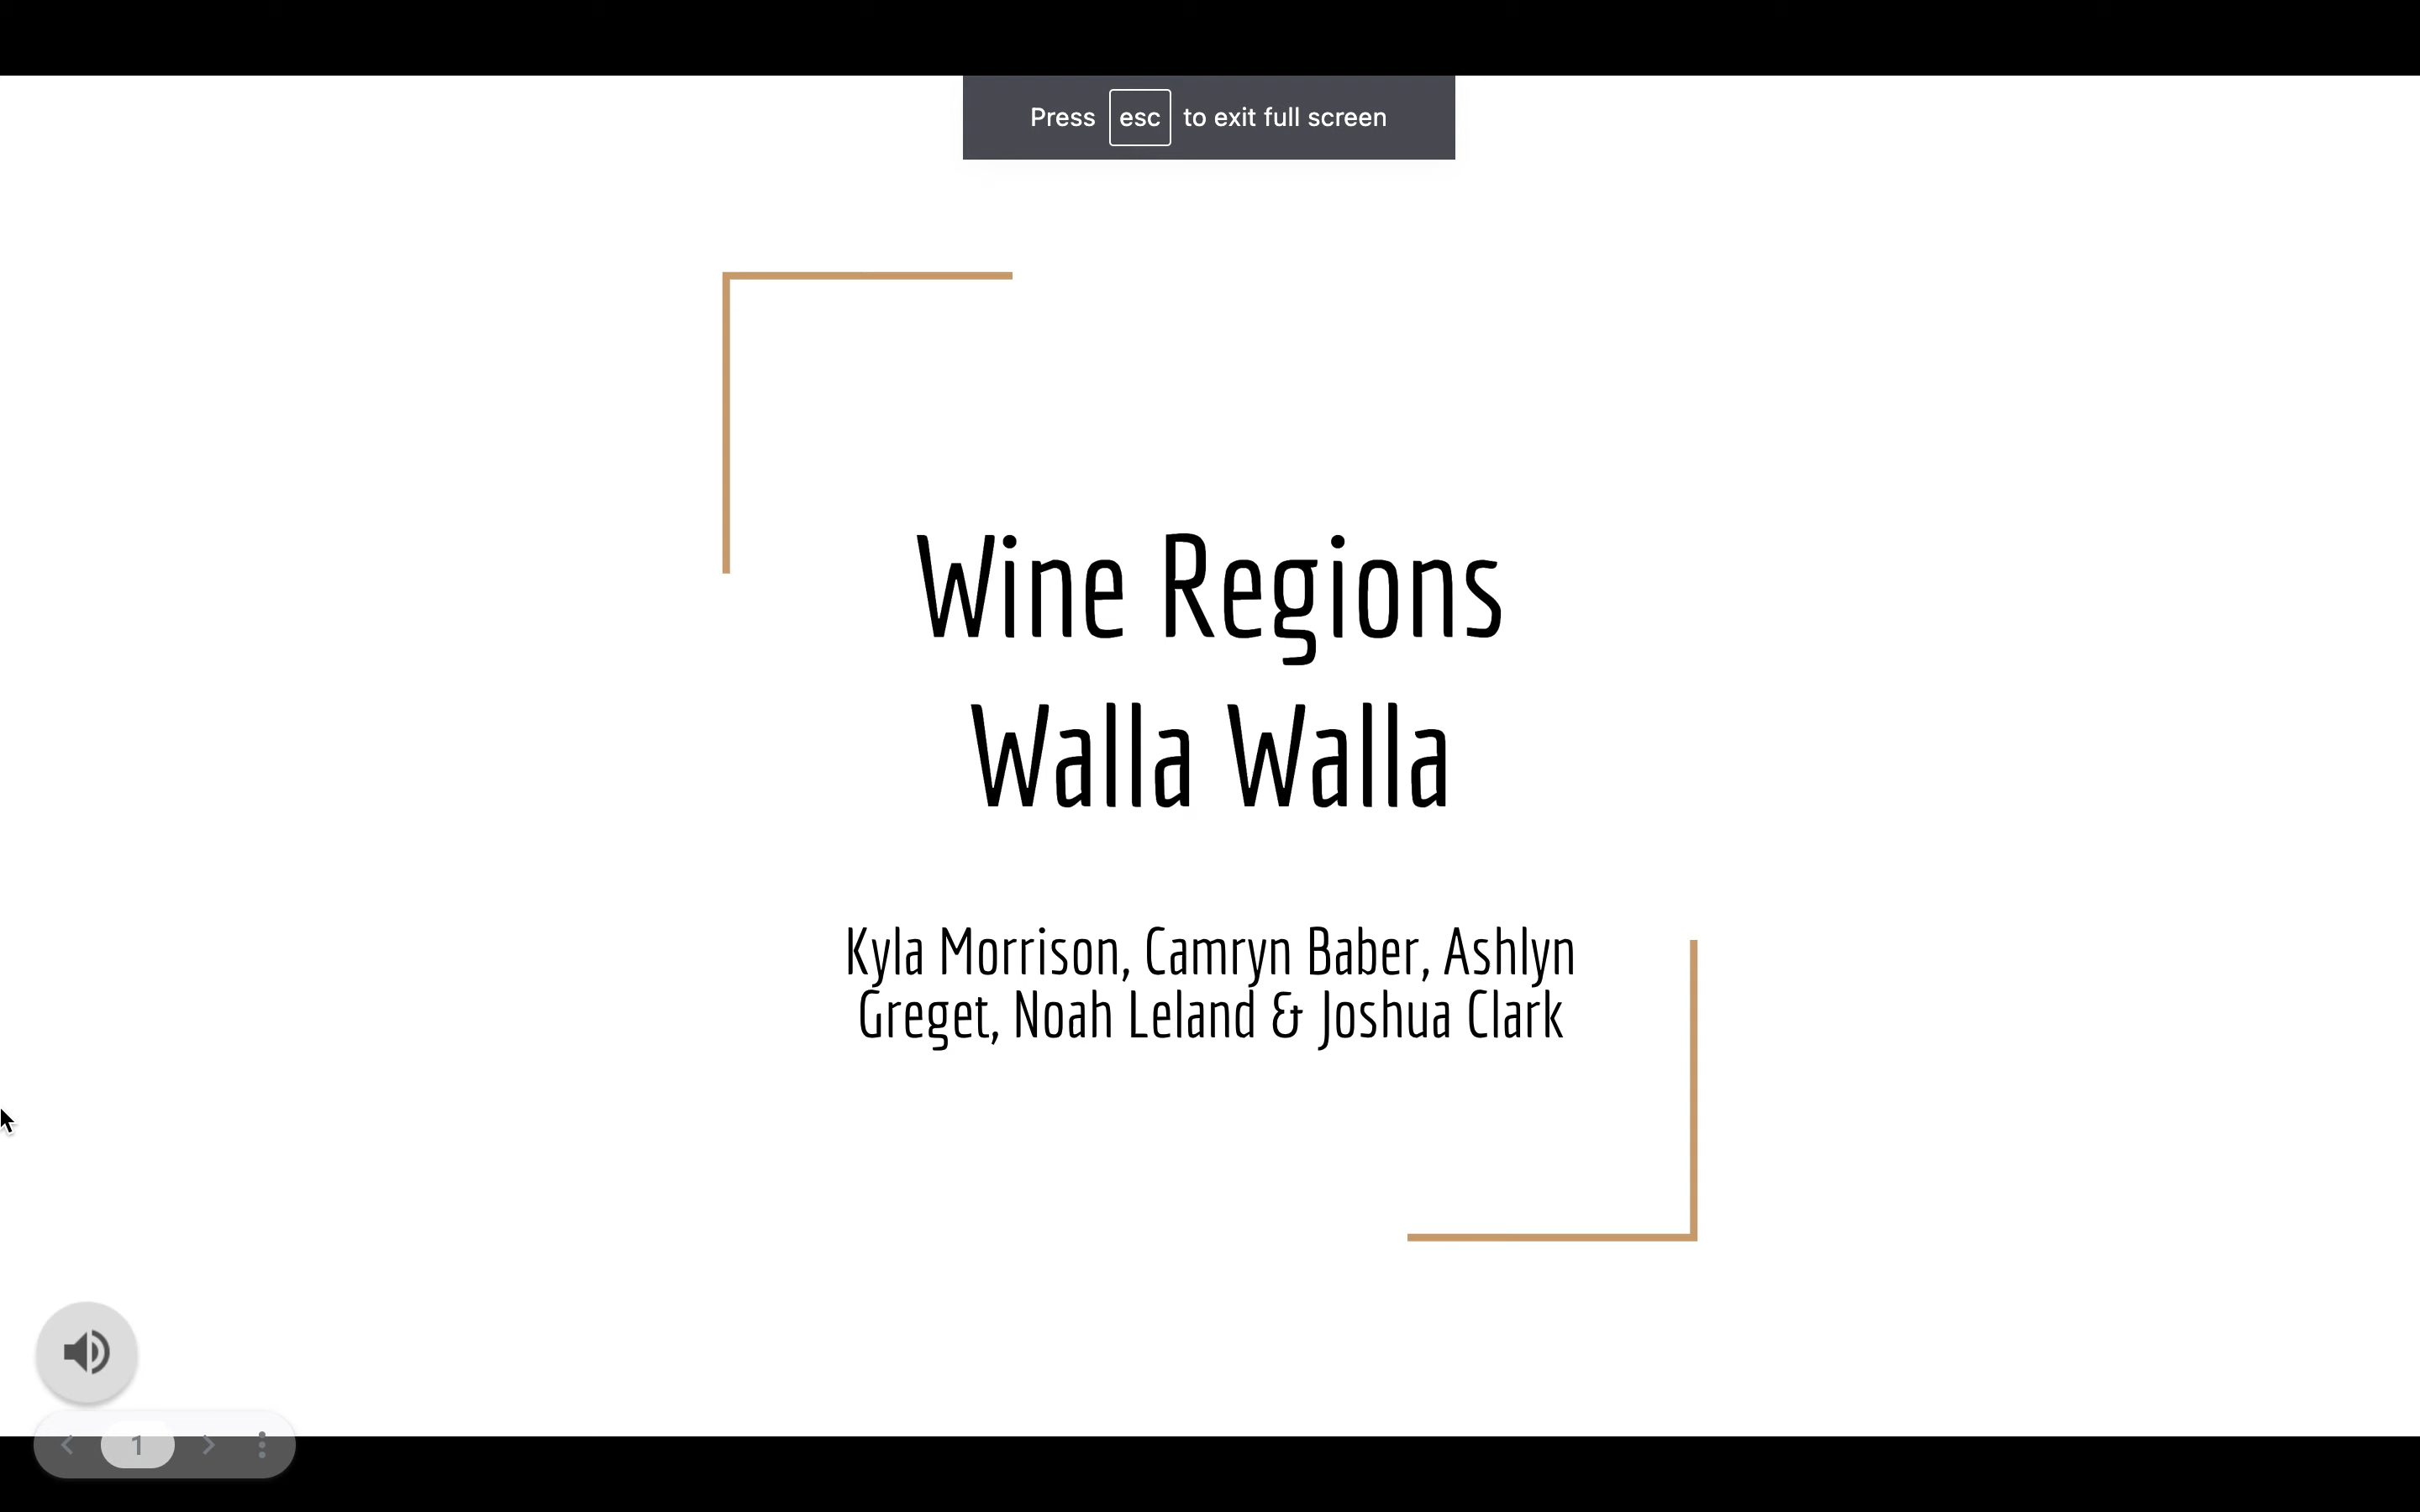 Press esc to exit full screen
Wine Regions
Walla Walla
Kyla Morrison, Camryn Baber, Ashlyn
Greget, Noah Leland & Joshua Clark
1